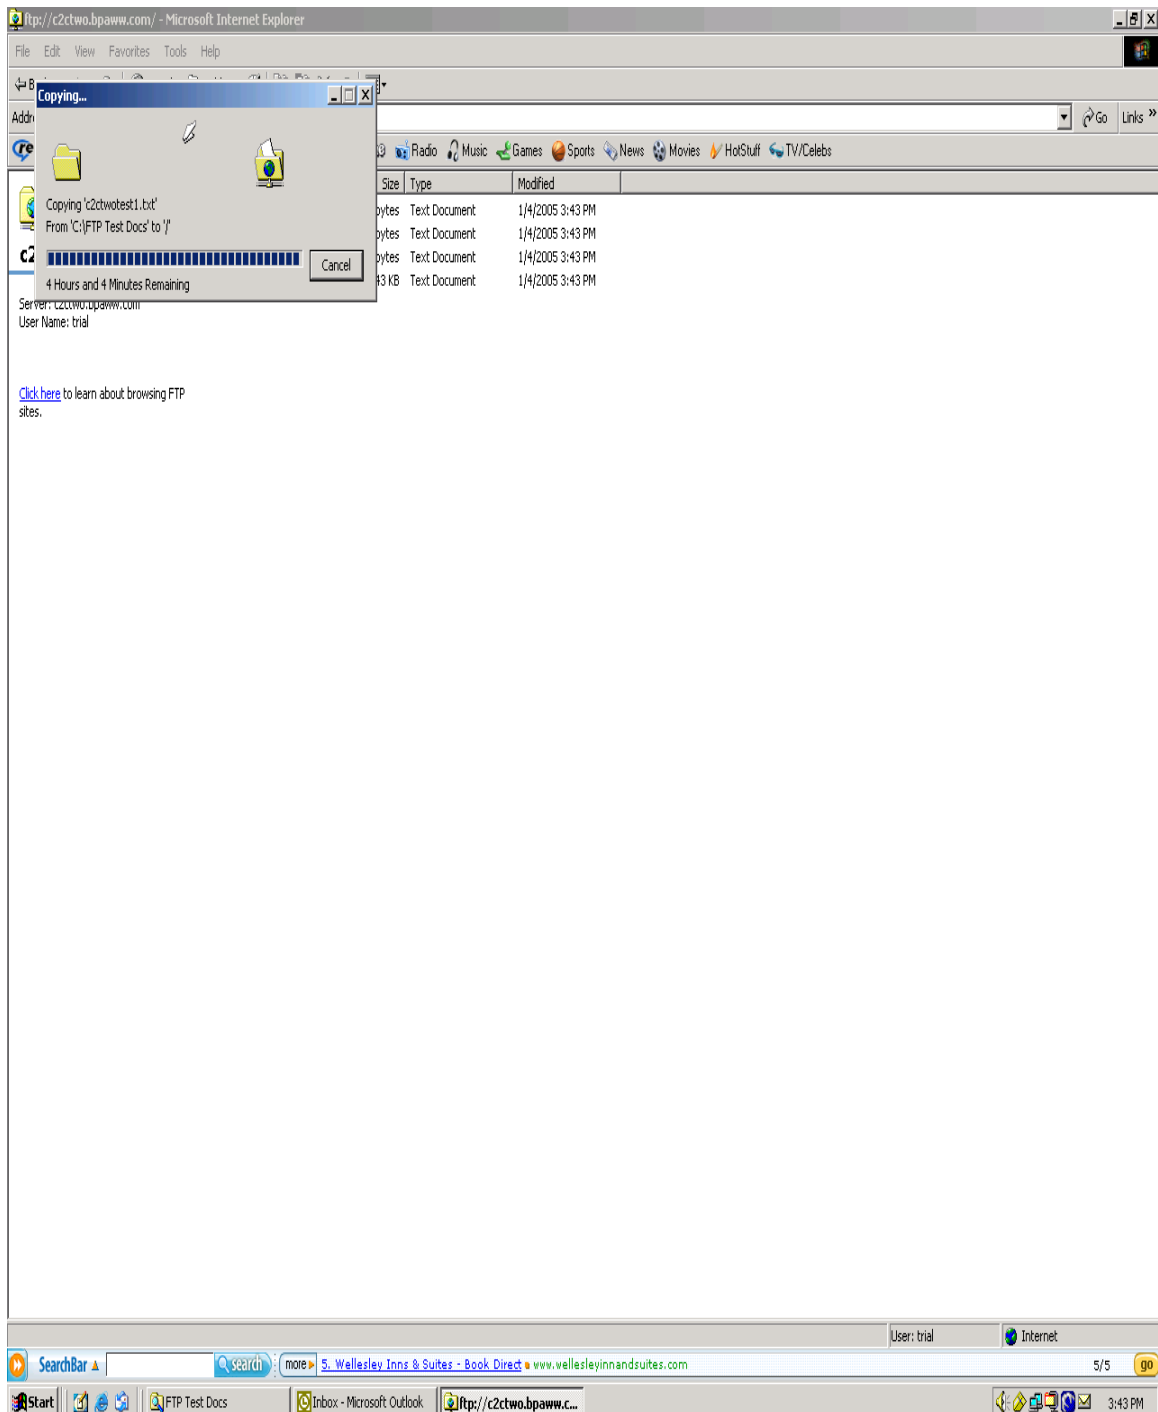 ftp://c2ctwo.bpaww.com/ - Microsoft Internet Explorer
File Edit View Favorites Tools Help
Copying...
Go Links »
Radio Music Games Sports News Movies HotStuff TV/Celebs
Size Type Modified
Copying 'c2ctwotest1.txt'
From 'C:\FTP Test Docs' to '/'
Cancel
4 Hours and 4 Minutes Remaining
bytes Text Document 1/4/2005 3:43 PM
bytes Text Document 1/4/2005 3:43 PM
bytes Text Document 1/4/2005 3:43 PM
KB Text Document 1/4/2005 3:43 PM
Server: c2ctwo.bpaww.com
User Name: trial
Click here to learn about browsing FTP
sites.
User: trial Internet
SearchBar search more 5. Wellesley Inns & Suites - Book Direct www.wellesleyinnandsuites.com 5/5 go
Start FTP Test Docs Inbox - Microsoft Outlook ftp://c2ctwo.bpaww.c... 3:43 PM